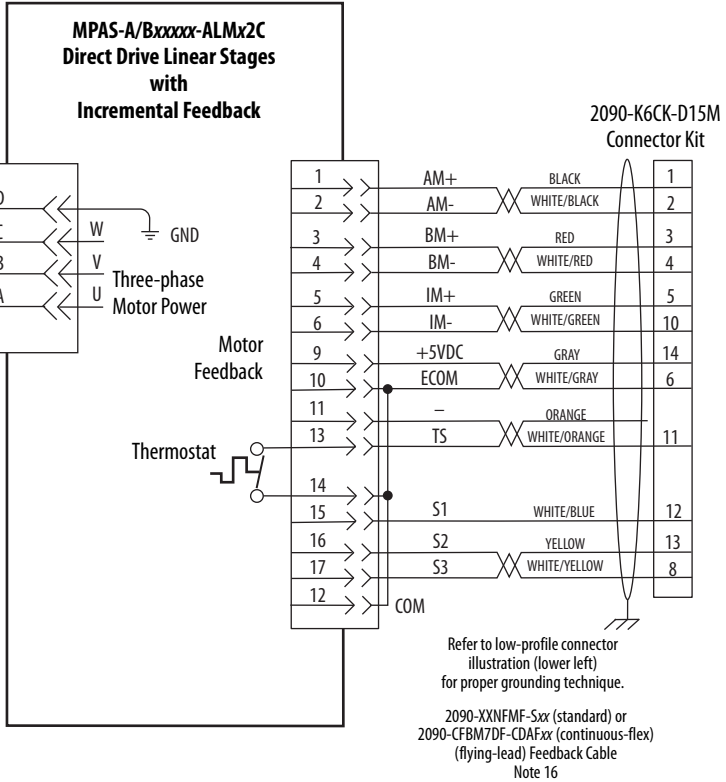 MPAS-A/Bxxxxx-ALMx2C
Direct Drive Linear Stages
with
Incremental Feedback
2090-K6CK-D15M
Connector Kit
W
V
U
GND
Three-phase
Motor Power
Motor
Feedback
Thermostat
1 AM+ BLACK 1
2 AM- WHITE/BLACK 2
3 BM+ RED 3
4 BM- WHITE/RED 4
5 IM+ GREEN 5
6 IM- WHITE/GREEN 10
9 +5VDC GRAY 14
10 ECOM WHITE/GRAY 6
11 – ORANGE
13 TS WHITE/ORANGE 11
14
15 S1 WHITE/BLUE 12
16 S2 YELLOW 13
17 S3 WHITE/YELLOW 8
12 COM
Refer to low-profile connector
illustration (lower left)
for proper grounding technique.
2090-XXNFMF-Sxx (standard) or
2090-CFBM7DF-CDAFxx (continuous-flex)
(flying-lead) Feedback Cable
Note 16